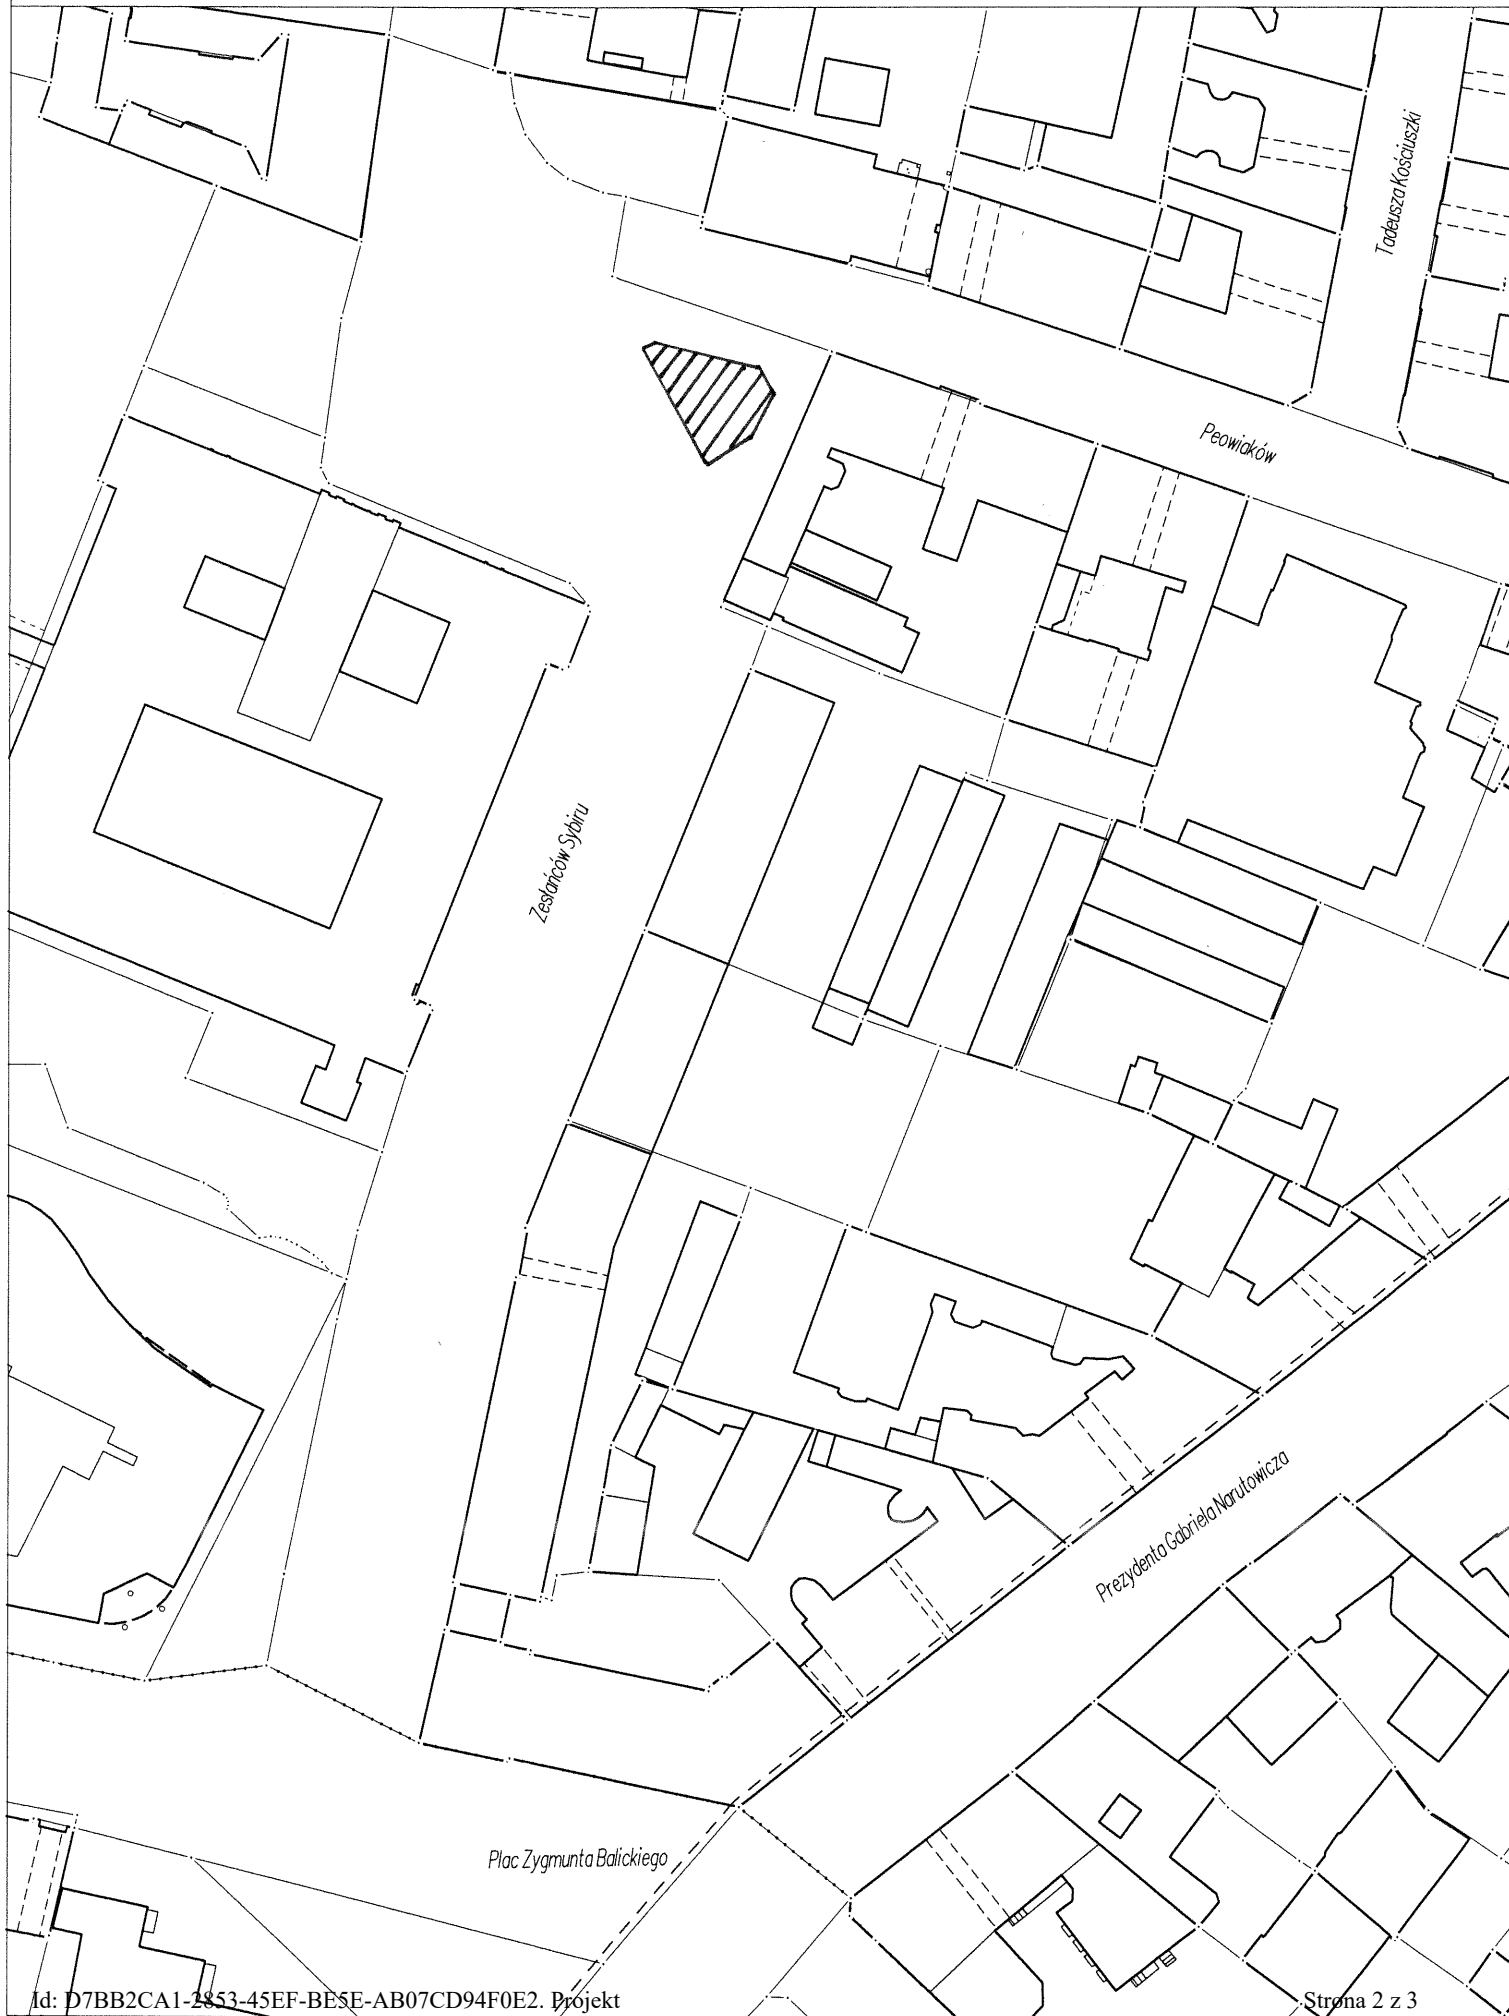 Tadeusza Kościuszki
Peowiaków
Zesłańców Sybiru
Prezydenta Gabriela Narutowicza
Plac Zygmunta Balickiego
Id: D7BB2CA1-2853-45EF-BE5E-AB07CD94F0E2. Projekt
Strona 2 z 3